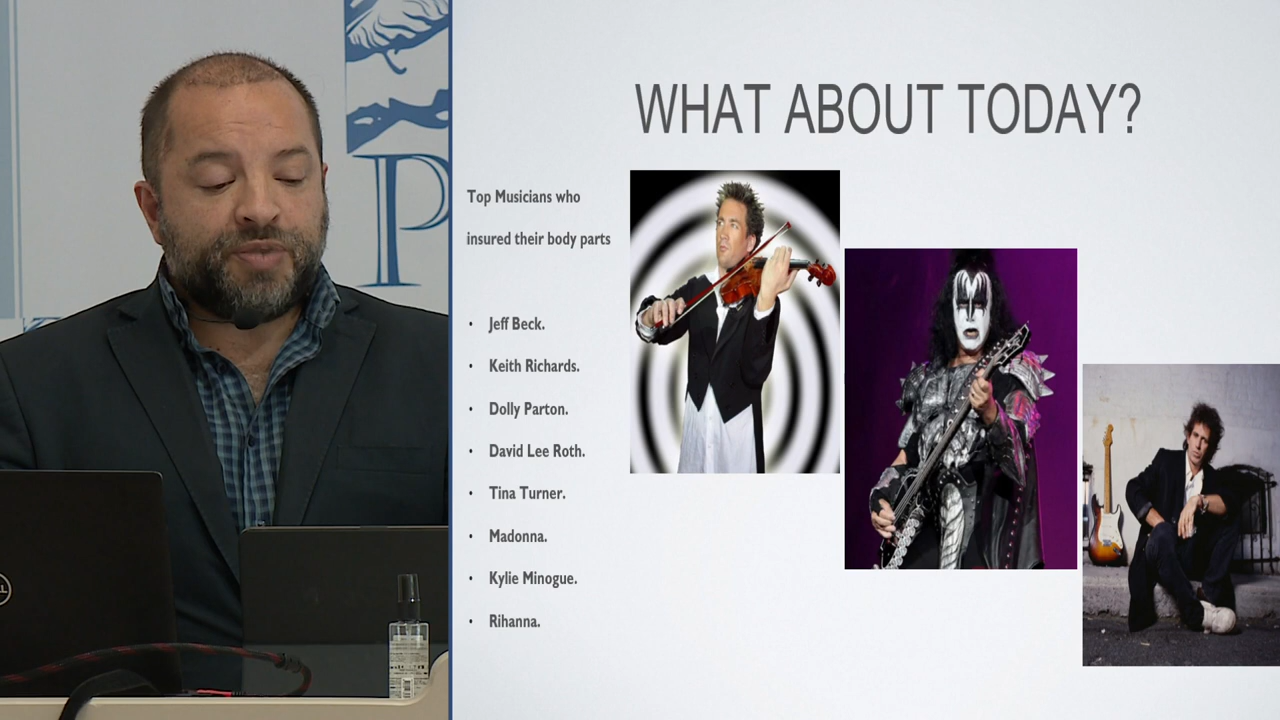 P
WHAT ABOUT TODAY?
Top Musicians who
insured their body parts
• Jeff Beck.
• Keith Richards.
• Dolly Parton.
• David Lee Roth.
• Tina Turner.
• Madonna.
• Kylie Minogue.
• Rihanna.